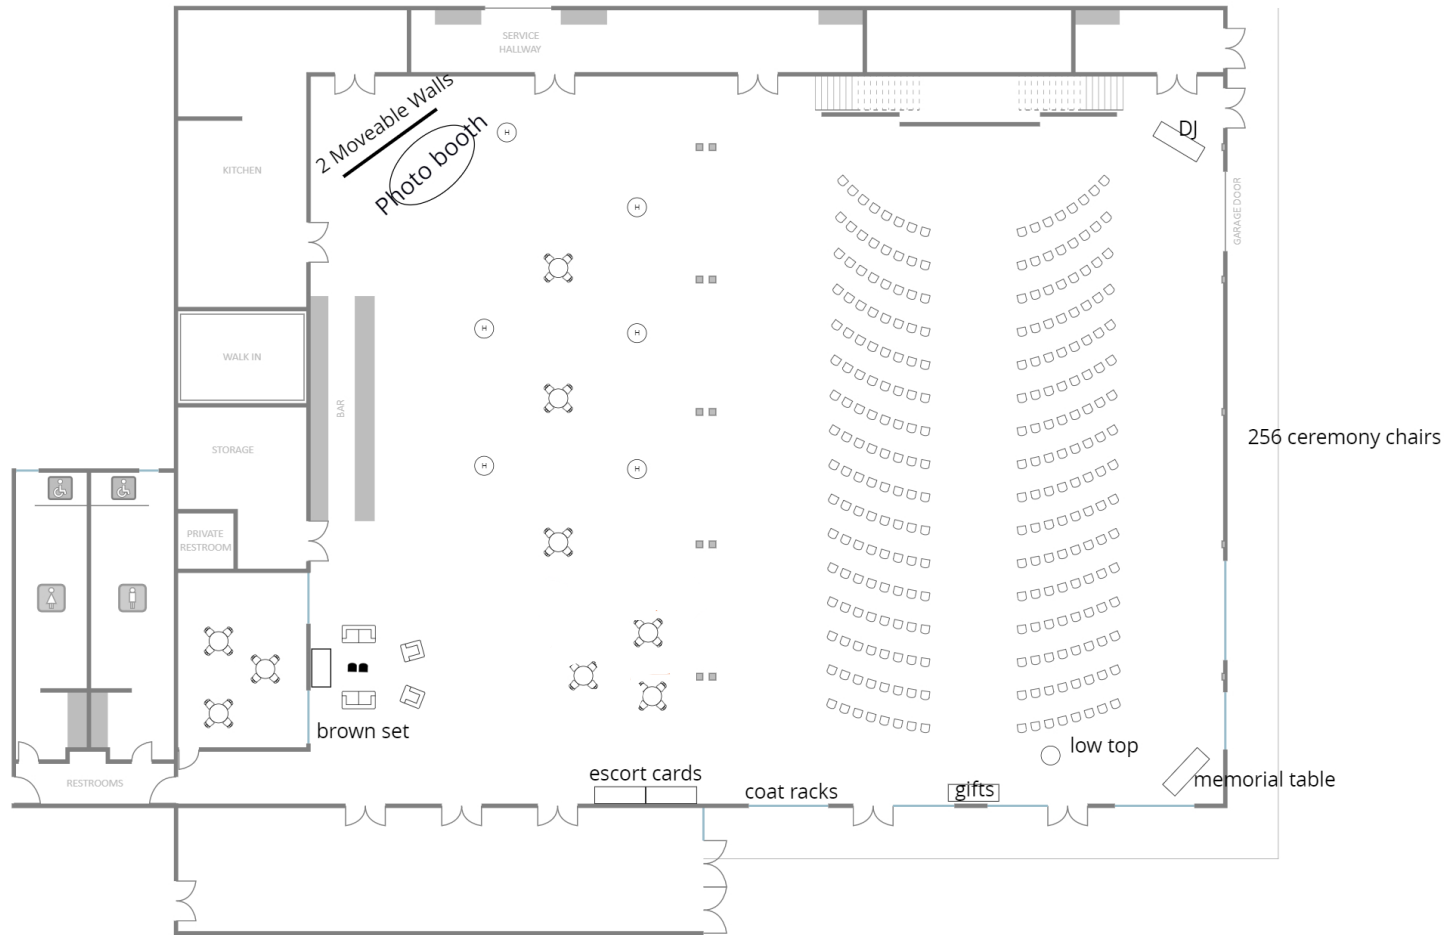 SERVICE
HALLWAY
2 Moveable Walls
Photo booth
H
DJ
KITCHEN
GARAGE DOOR
H
H
H
WALK IN
BAR
256 ceremony chairs
STORAGE
H
H
PRIVATE
RESTROOM
brown set
low top
escort cards
memorial table
RESTROOMS
coat racks
gifts